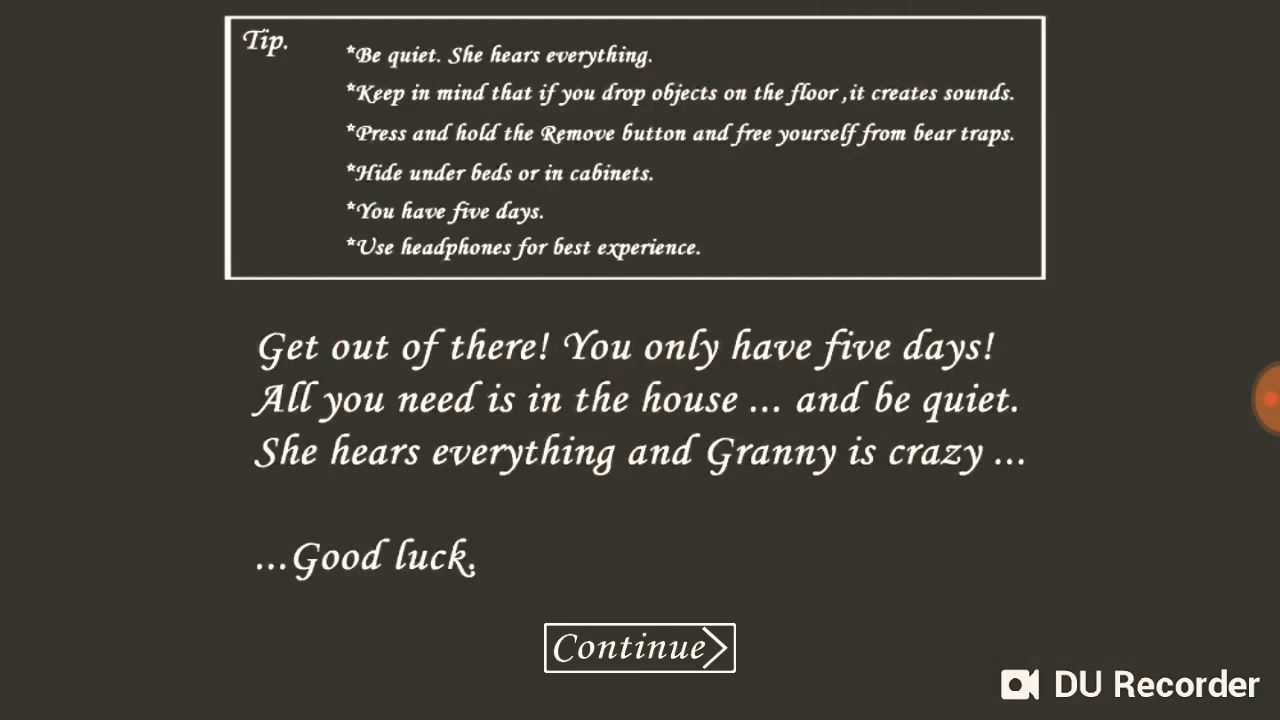 Tip.
*Be quiet. She hears everything.
*Keep in mind that if you drop objects on the floor ,it creates sounds.
*Press and hold the Remove button and free yourself from bear traps.
*Hide under beds or in cabinets.
*You have five days.
*Use headphones for best experience.
Get out of there! You only have five days!
All you need is in the house ... and be quiet.
She hears everything and Granny is crazy ...
...Good luck.
Continue
DU Recorder